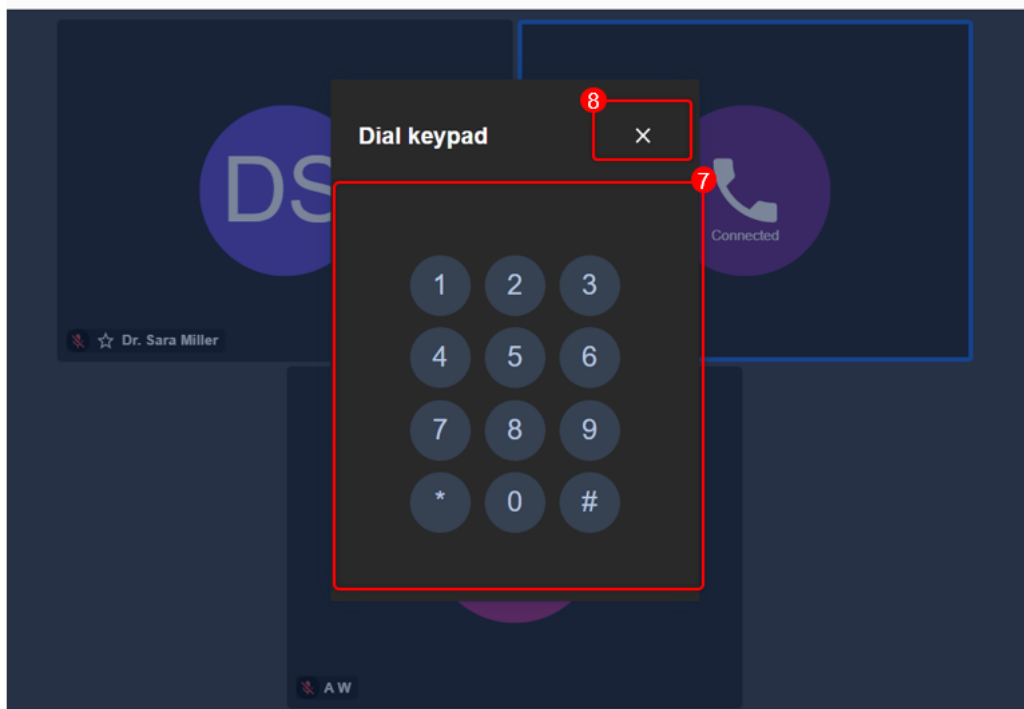 8
Dial keypad
×
7
DS
Connected
1 2 3
4 5 6
☆ Dr. Sara Miller
7 8 9
* 0 #
A W